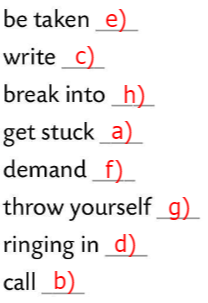 be taken e)
write c)
break into h)
get stuck a)
demand f)
throw yourself g)
ringing in d)
call b)